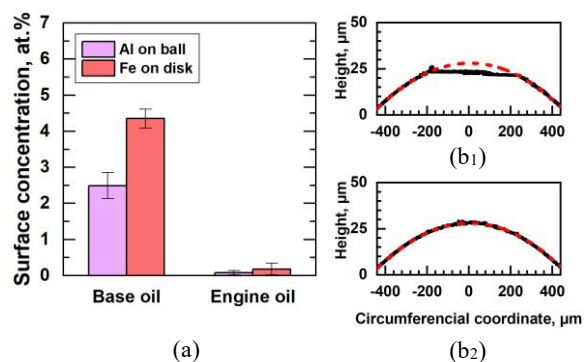 Surface concentration, at.%
7
6
5
4
3
2
1
0
Al on ball
Fe on disk
Base oil
Engine oil
(a)
Height, µm
50
25
0
-400
-200
0
200
400
(b1)
Height, µm
50
25
0
-400
-200
0
200
400
Circumferencial coordinate, µm
(b2)